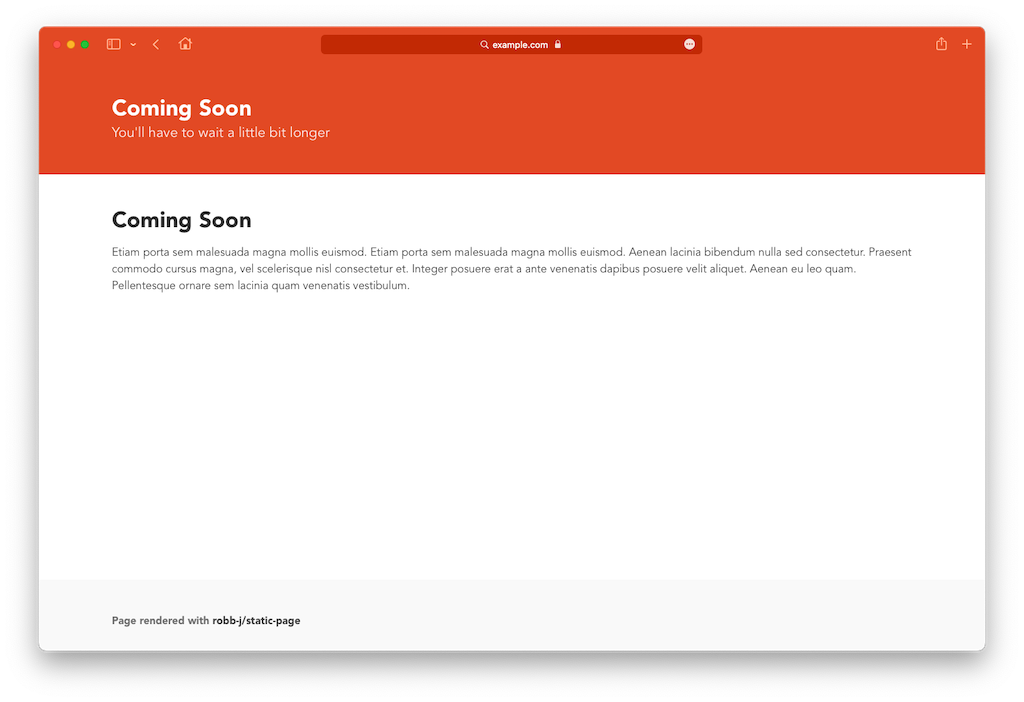 example.com
Coming Soon
You'll have to wait a little bit longer
Coming Soon
Etiam porta sem malesuada magna mollis euismod. Etiam porta sem malesuada magna mollis euismod. Aenean lacinia bibendum nulla sed consectetur. Praesent
commodo cursus magna, vel scelerisque nisl consectetur et. Integer posuere erat a ante venenatis dapibus posuere velit aliquet. Aenean eu leo quam.
Pellentesque ornare sem lacinia quam venenatis vestibulum.
Page rendered with robb-j/static-page